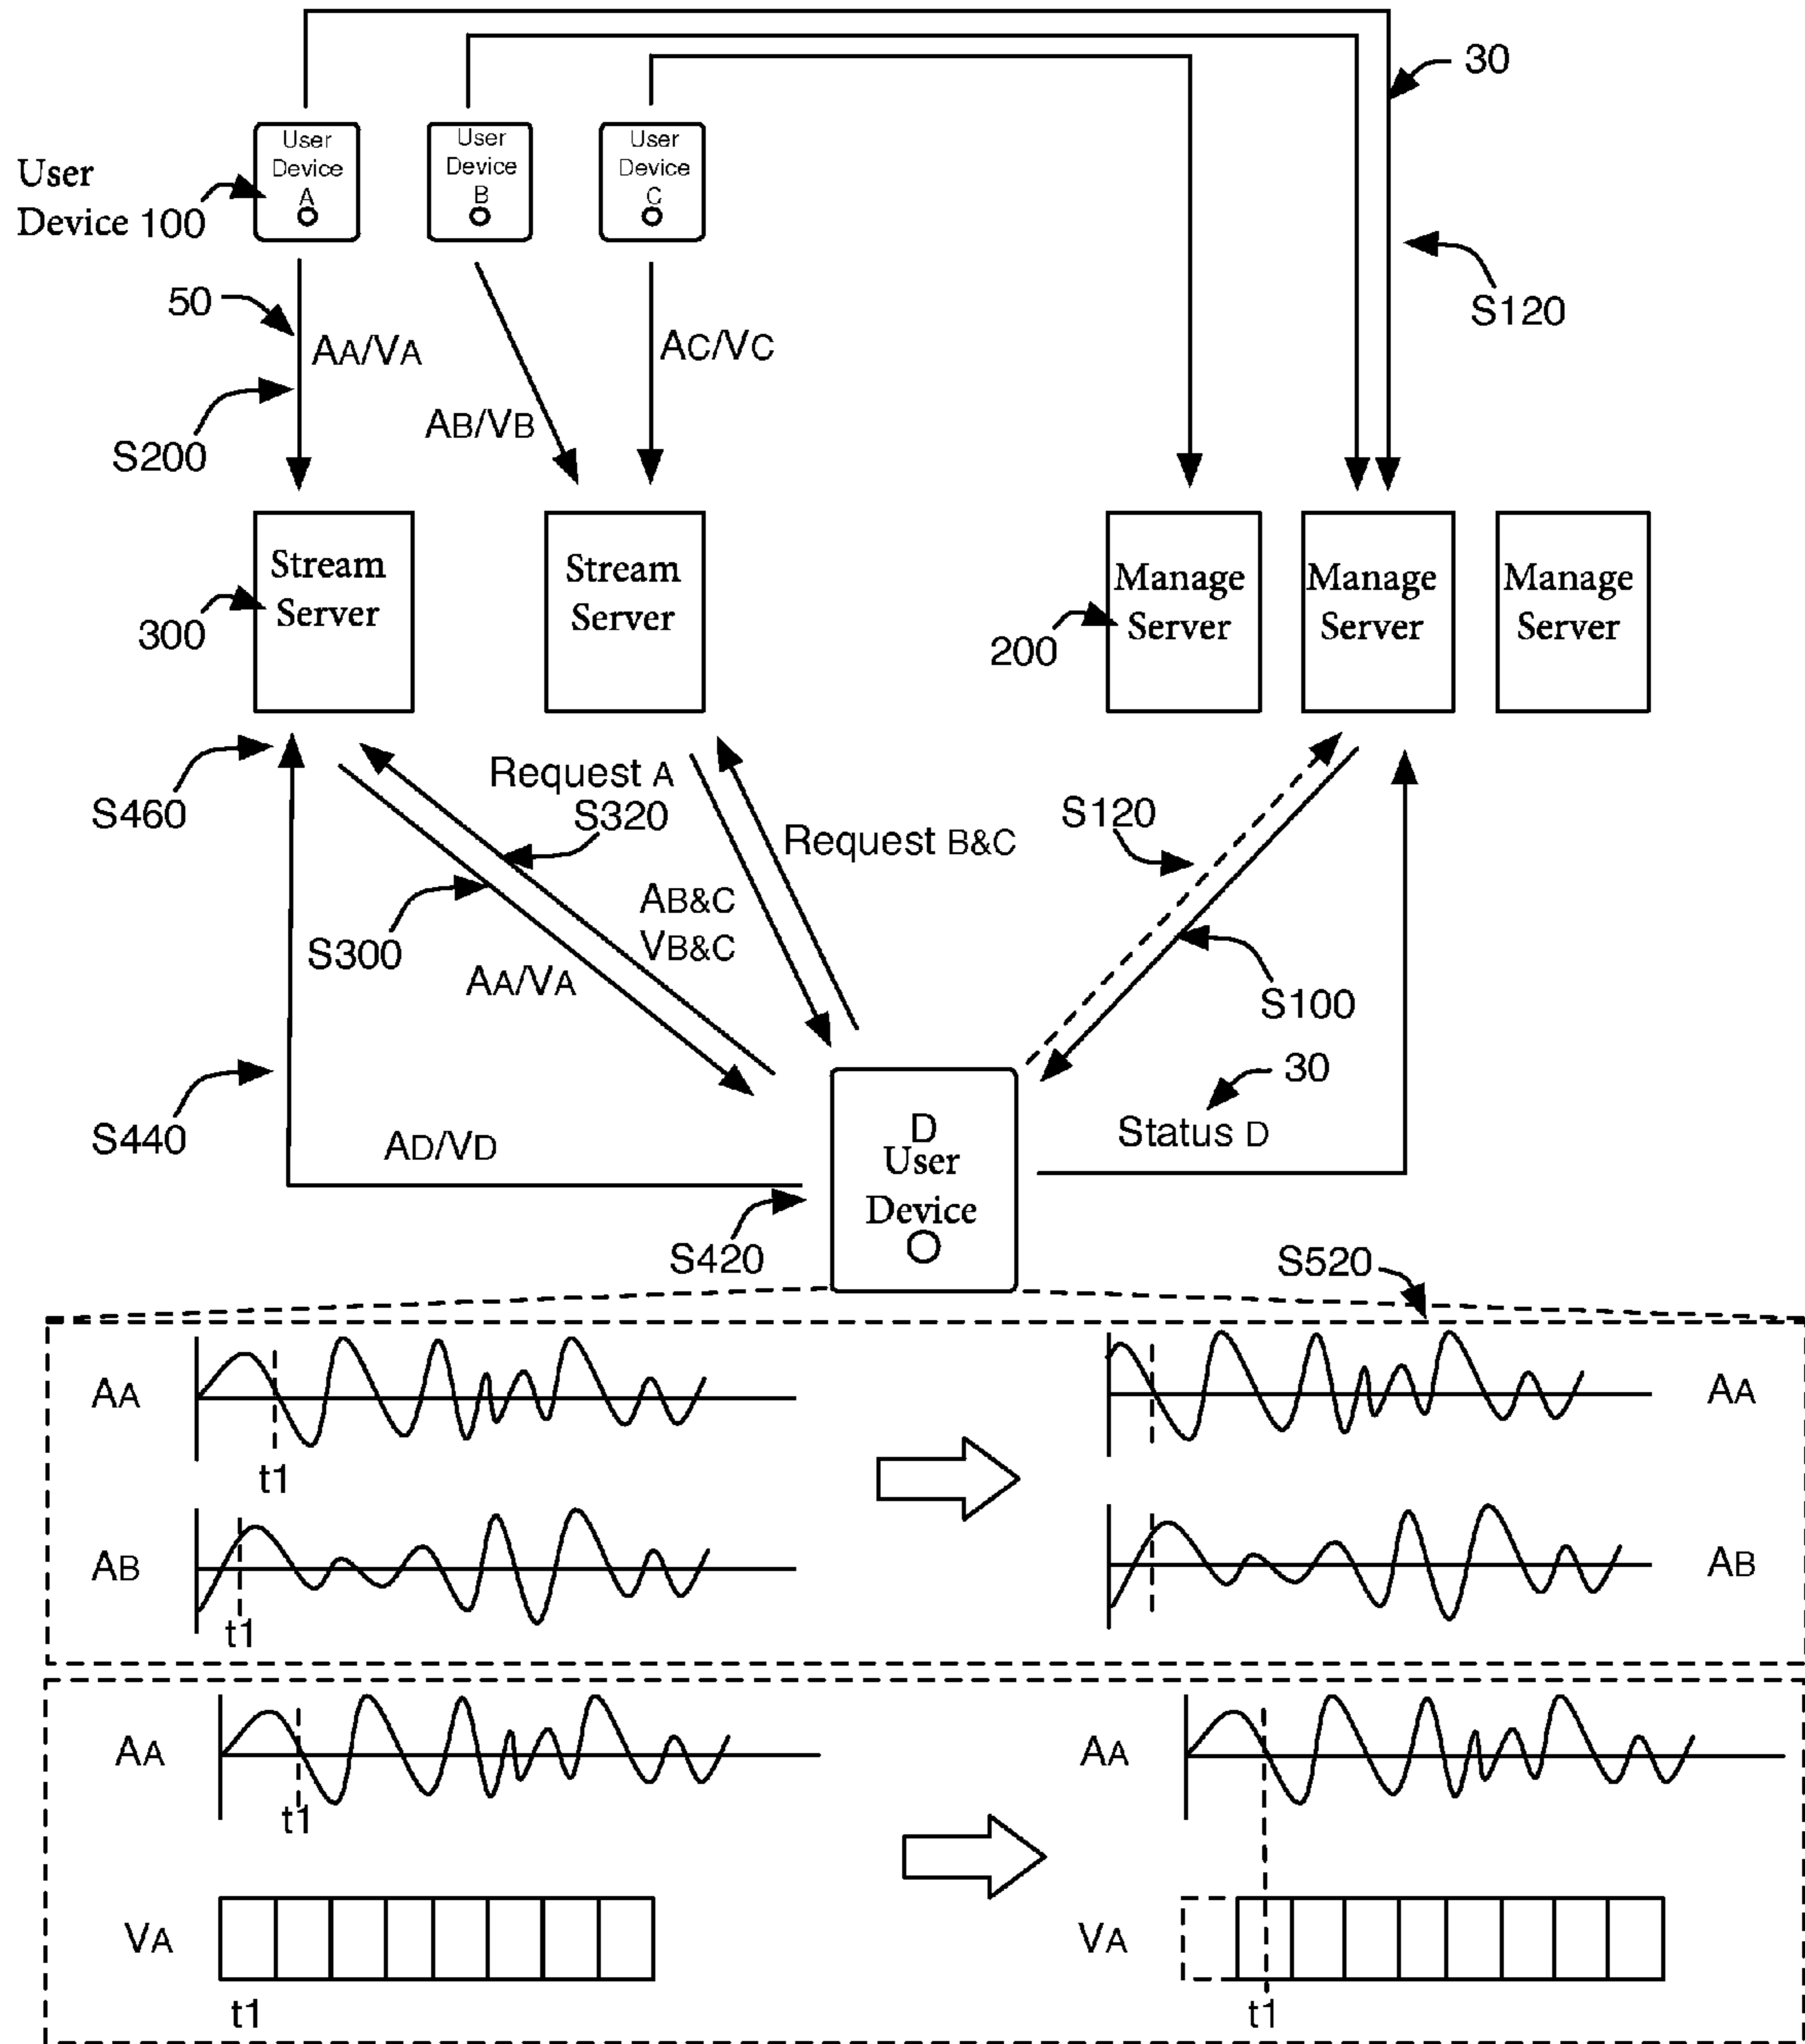 30
User
Device
A
User
Device
B
User
Device
C
User
Device 100
50
AA/VA
AC/VC
S120
AB/VB
S200
Stream
Server
Stream
Server
Manage
Server
Manage
Server
Manage
Server
300
200
S460
Request A
S320
Request B&C
S120
AB&C
VB&C
S300
AA/VA
S100
30
S440
AD/VD
D
User
Device
Status D
S420
S520
AA
AA
t1
AB
AB
t1
AA
AA
t1
VA
VA
t1
t1